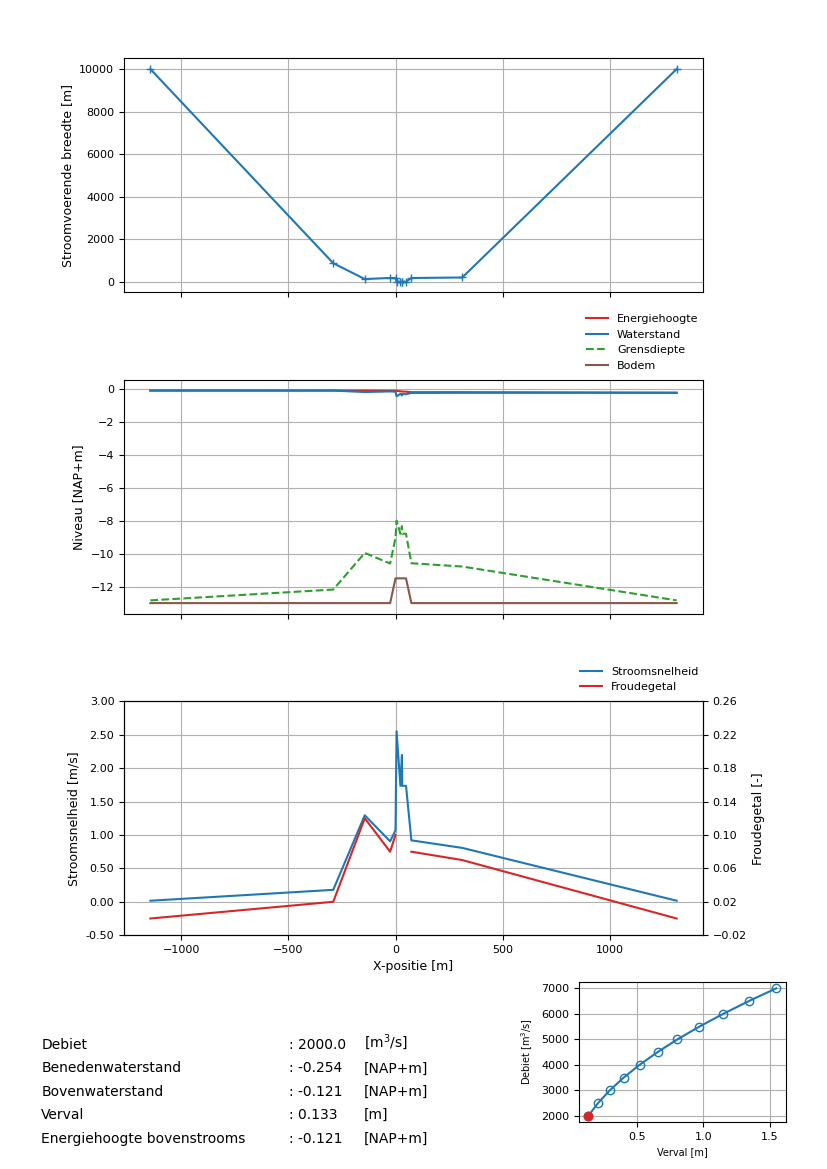 10000
8000
6000
4000
2000
0
Stroomvoerende breedte [m]
Energiehoogte
Waterstand
Grensdiepte
Bodem
0
−2
−4
−6
−8
−10
−12
Niveau [NAP+m]
Stroomsnelheid
Froudegetal
3.00
2.50
2.00
1.50
1.00
0.50
0.00
-0.50
Stroomsnelheid [m/s]
0.26
0.22
0.18
0.14
0.10
0.06
0.02
−0.02
Froudegetal [-]
−1000 −500 0 500 1000
X-positie [m]
7000
6000
5000
4000
3000
2000
Debiet [m³/s]
0.5 1.0 1.5
Verval [m]
Debiet : 2000.0 [m³/s]
Benedenwaterstand : -0.254 [NAP+m]
Bovenwaterstand : -0.121 [NAP+m]
Verval : 0.133 [m]
Energiehoogte bovenstrooms : -0.121 [NAP+m]